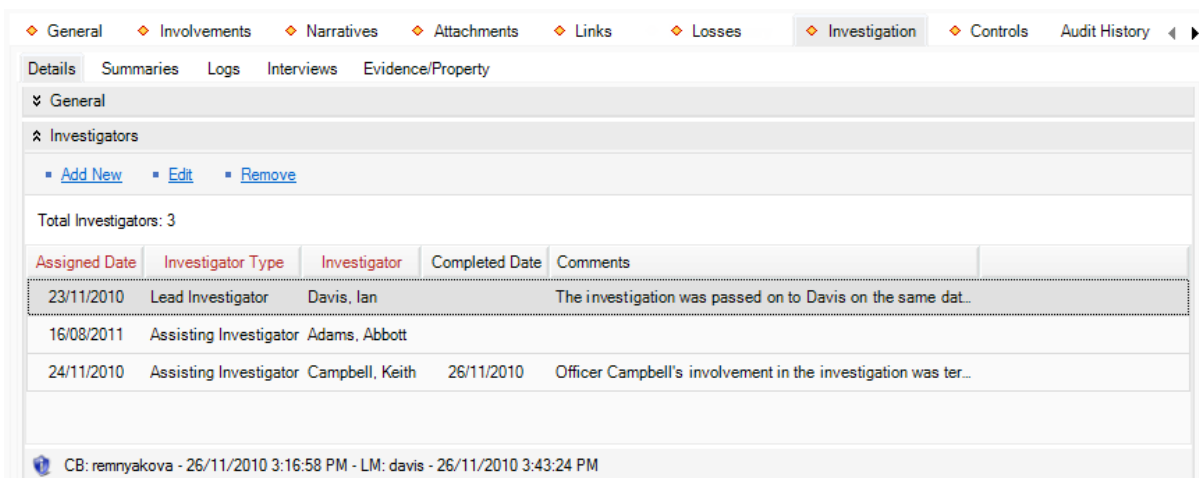 General Involvements Narratives Attachments Links Losses Investigation Controls Audit History
Details Summaries Logs Interviews Evidence/Property
General
Investigators
Add New Edit Remove
Total Investigators: 3
Assigned Date Investigator Type Investigator Completed Date Comments
23/11/2010 Lead Investigator Davis, Ian The investigation was passed on to Davis on the same dat...
16/08/2011 Assisting Investigator Adams, Abbott
24/11/2010 Assisting Investigator Campbell, Keith 26/11/2010 Officer Campbell's involvement in the investigation was ter...
CB: remnyakova - 26/11/2010 3:16:58 PM - LM: davis - 26/11/2010 3:43:24 PM